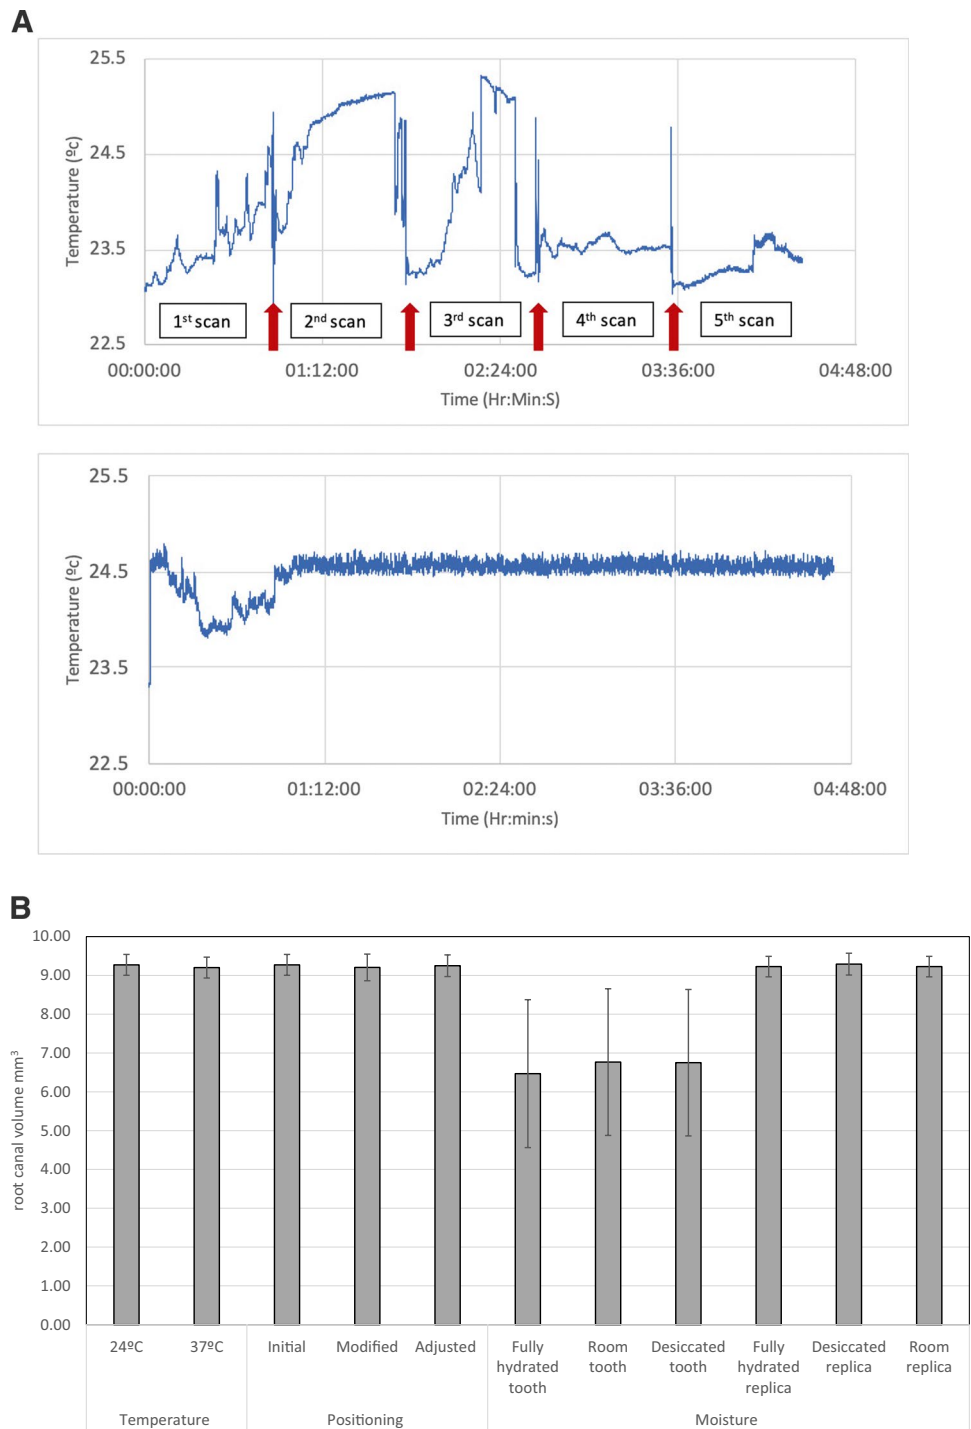 A
25.5
24.5
23.5
22.5
Temperature (ºc)
1st scan
2nd scan
3rd scan
4th scan
5th scan
00:00:00
01:12:00
02:24:00
03:36:00
04:48:00
Time (Hr:Min:S)
25.5
24.5
23.5
22.5
Temperature (ºc)
00:00:00
01:12:00
02:24:00
03:36:00
04:48:00
Time (Hr:min:s)
B
10.00
9.00
8.00
7.00
6.00
5.00
4.00
3.00
2.00
1.00
0.00
root canal volume mm³
24ºC
37ºC
Initial
Modified
Adjusted
Fully
hydrated
tooth
Room
tooth
Desiccated
tooth
Fully
hydrated
replica
Desiccated
replica
Room
replica
Temperature
Positioning
Moisture